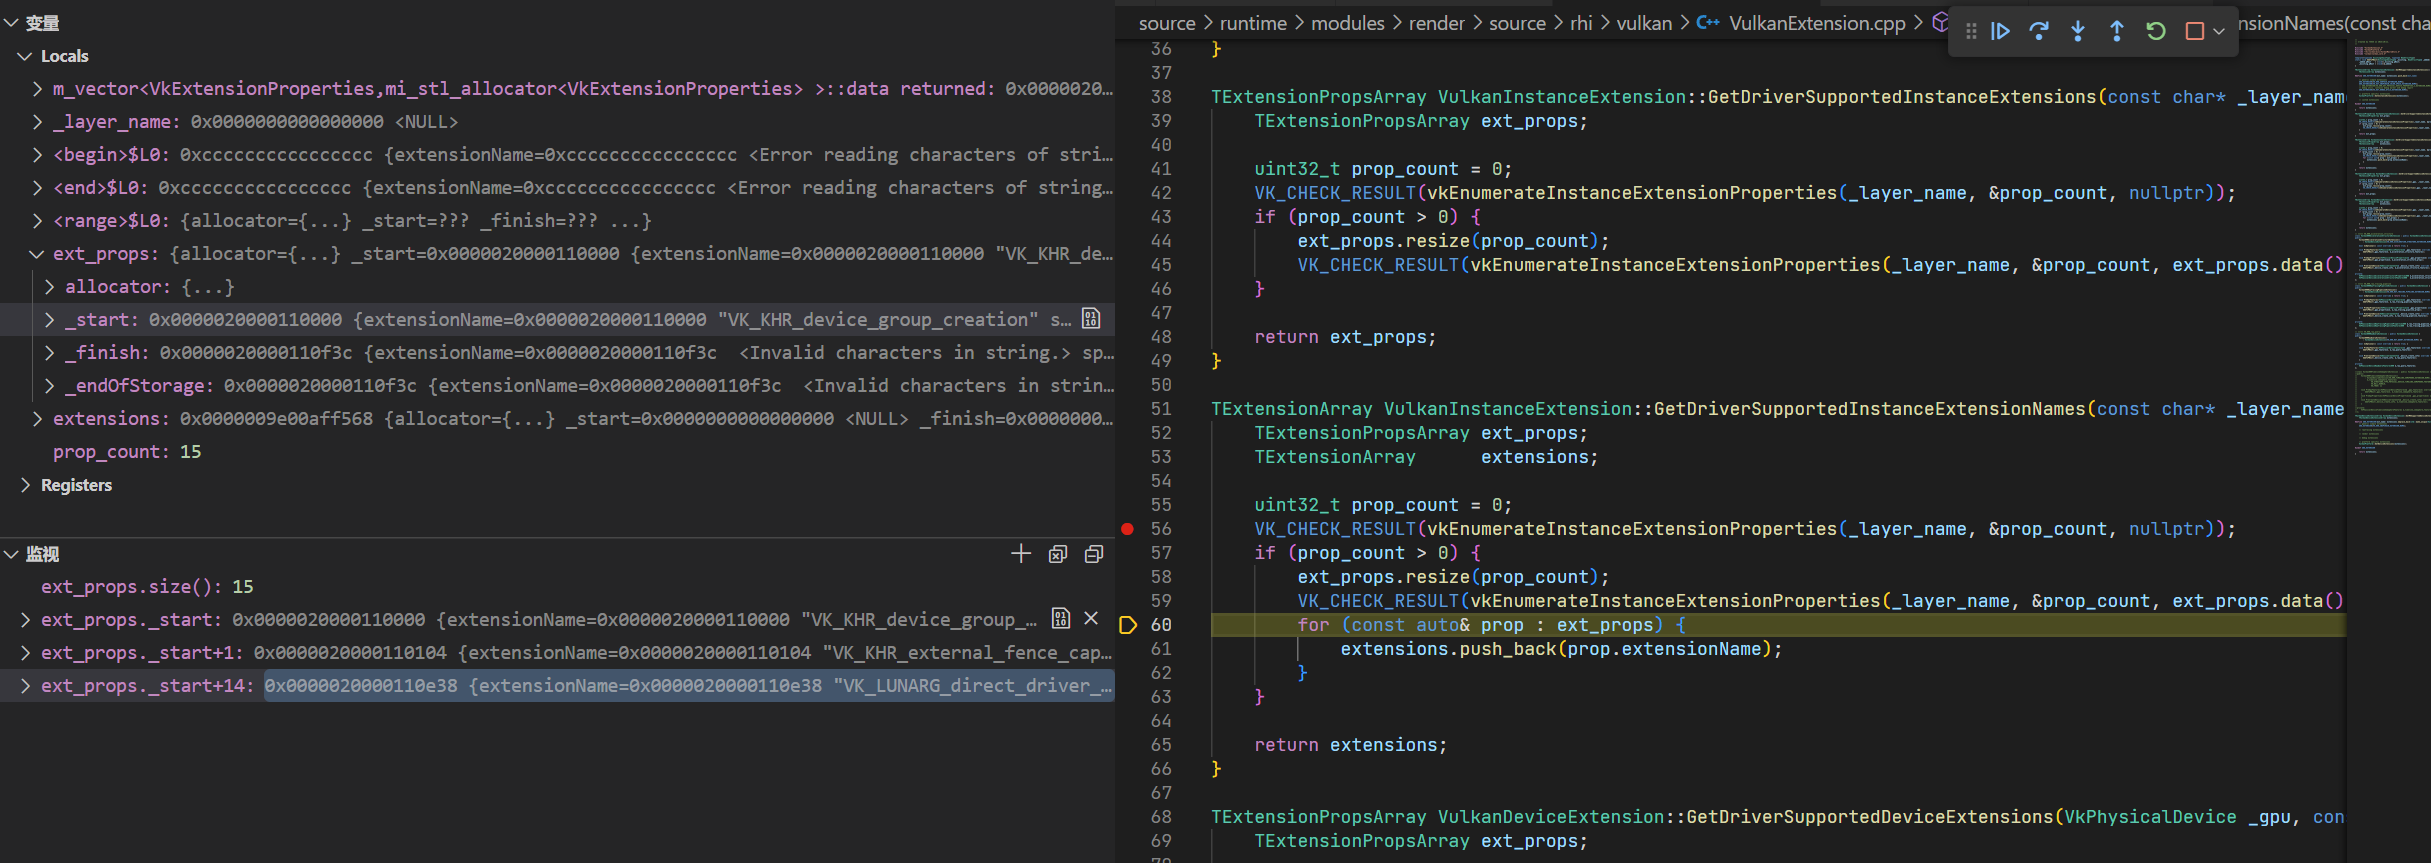 变量
Locals
m_vector<VkExtensionProperties,mi_stl_allocator<VkExtensionProperties> >::data returned: 0x0000020...
_layer_name: 0x0000000000000000 <NULL>
<begin>$L0: 0xcccccccccccccccc {extensionName=0xcccccccccccccccc <Error reading characters of stri...
<end>$L0: 0xcccccccccccccccc {extensionName=0xcccccccccccccccc <Error reading characters of string...
<range>$L0: {allocator={...} _start=??? _finish=??? ...}
ext_props: {allocator={...} _start=0x0000020000110000 {extensionName=0x0000020000110000 "VK_KHR_de...
allocator: {...}
_start: 0x0000020000110000 {extensionName=0x0000020000110000 "VK_KHR_device_group_creation" s...
_finish: 0x0000020000110f3c {extensionName=0x0000020000110f3c <Invalid characters in string.> sp...
_endOfStorage: 0x0000020000110f3c {extensionName=0x0000020000110f3c <Invalid characters in strin...
extensions: 0x0000009e00aff568 {allocator={...} _start=0x0000000000000000 <NULL> _finish=0x0000000...
prop_count: 15
Registers
监视
ext_props.size(): 15
ext_props._start: 0x0000020000110000 {extensionName=0x0000020000110000 "VK_KHR_device_group_...
ext_props._start+1: 0x0000020000110104 {extensionName=0x0000020000110104 "VK_KHR_external_fence_cap...
ext_props._start+14: 0x0000020000110e38 {extensionName=0x0000020000110e38 "VK_LUNARG_direct_driver_...
source > runtime > modules > render > source > rhi > vulkan > C++ VulkanExtension.cpp > ensionNames(const cha
36 }
37
38 TExtensionPropsArray VulkanInstanceExtension::GetDriverSupportedInstanceExtensions(const char* _layer_name
39 TExtensionPropsArray ext_props;
40
41 uint32_t prop_count = 0;
42 VK_CHECK_RESULT(vkEnumerateInstanceExtensionProperties(_layer_name, &prop_count, nullptr));
43 if (prop_count > 0) {
44 ext_props.resize(prop_count);
45 VK_CHECK_RESULT(vkEnumerateInstanceExtensionProperties(_layer_name, &prop_count, ext_props.data()
46 }
47
48 return ext_props;
49 }
50
51 TExtensionArray VulkanInstanceExtension::GetDriverSupportedInstanceExtensionNames(const char* _layer_name
52 TExtensionPropsArray ext_props;
53 TExtensionArray extensions;
54
55 uint32_t prop_count = 0;
56 VK_CHECK_RESULT(vkEnumerateInstanceExtensionProperties(_layer_name, &prop_count, nullptr));
57 if (prop_count > 0) {
58 ext_props.resize(prop_count);
59 VK_CHECK_RESULT(vkEnumerateInstanceExtensionProperties(_layer_name, &prop_count, ext_props.data()
60 for (const auto& prop : ext_props) {
61 extensions.push_back(prop.extensionName);
62 }
63 }
64
65 return extensions;
66 }
67
68 TExtensionPropsArray VulkanDeviceExtension::GetDriverSupportedDeviceExtensions(VkPhysicalDevice _gpu, con
69 TExtensionPropsArray ext_props;